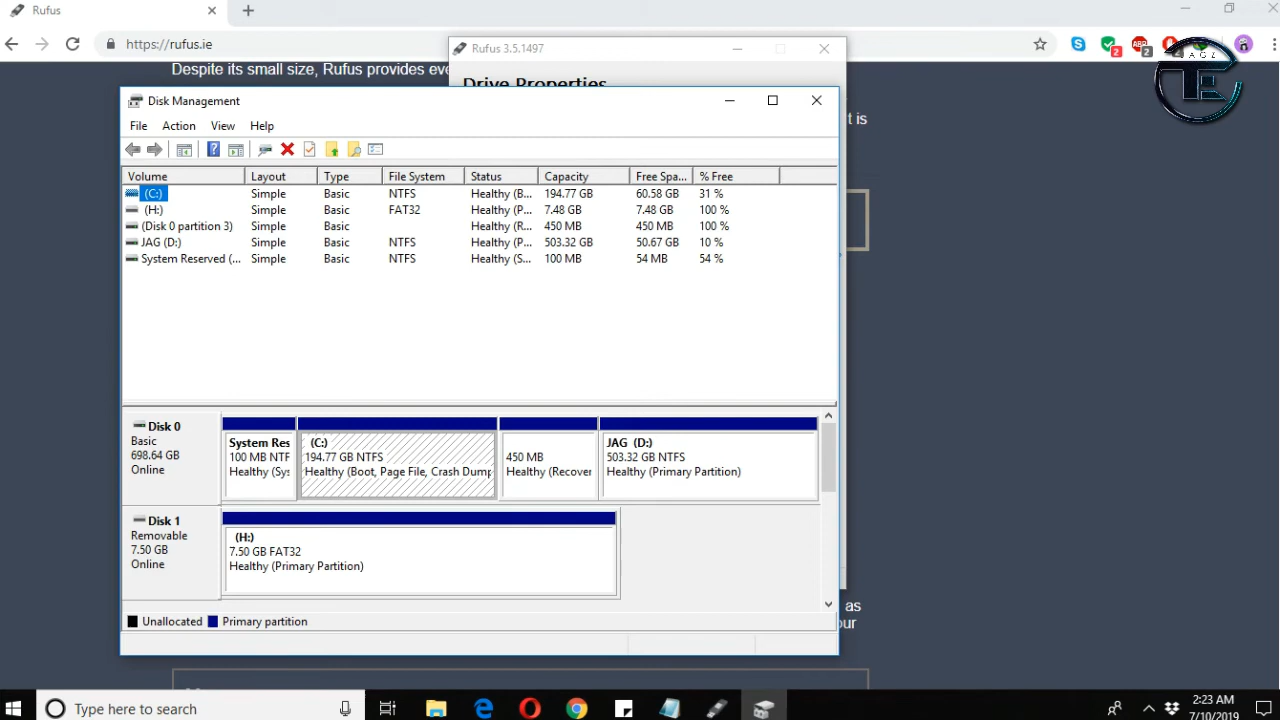 Rufus
https://rufus.ie
2
2
Despite its small size, Rufus provides eve
Rufus 3.5.1497
Drive Properties
AGZ
t is
Disk Management
File Action View Help
Volume Layout Type File System Status Capacity Free Spa... % Free
(C:) Simple Basic NTFS Healthy (B... 194.77 GB 60.58 GB 31 %
(H:) Simple Basic FAT32 Healthy (P... 7.48 GB 7.48 GB 100 %
(Disk 0 partition 3) Simple Basic Healthy (R... 450 MB 450 MB 100 %
JAG (D:) Simple Basic NTFS Healthy (P... 503.32 GB 50.67 GB 10 %
System Reserved (... Simple Basic NTFS Healthy (S... 100 MB 54 MB 54 %
Disk 0
Basic
698.64 GB
Online
System Res
100 MB NTF
Healthy (Sys
(C:)
194.77 GB NTFS
Healthy (Boot, Page File, Crash Dump
450 MB
Healthy (Recover
JAG (D:)
503.32 GB NTFS
Healthy (Primary Partition)
Disk 1
Removable
7.50 GB
Online
(H:)
7.50 GB FAT32
Healthy (Primary Partition)
Unallocated Primary partition
as
our
Type here to search
2:23 AM
7/10/2019